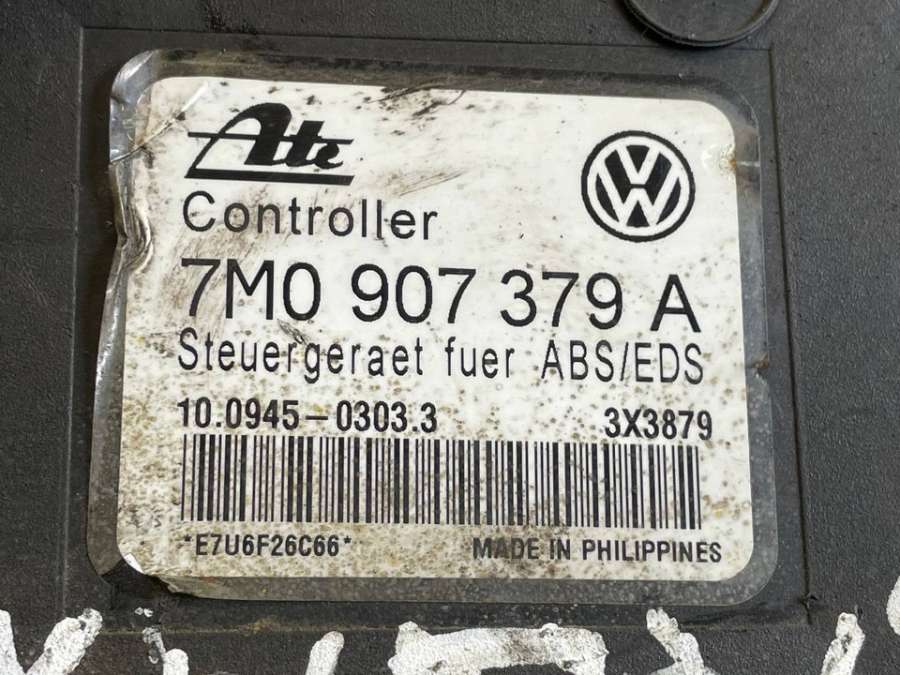 Ate
Controller
7M0 907 379 A
Steuergeraet fuer ABS/EDS
10.0945-0303.3 3X3879
*E7U6F26C66* MADE IN PHILIPPINES